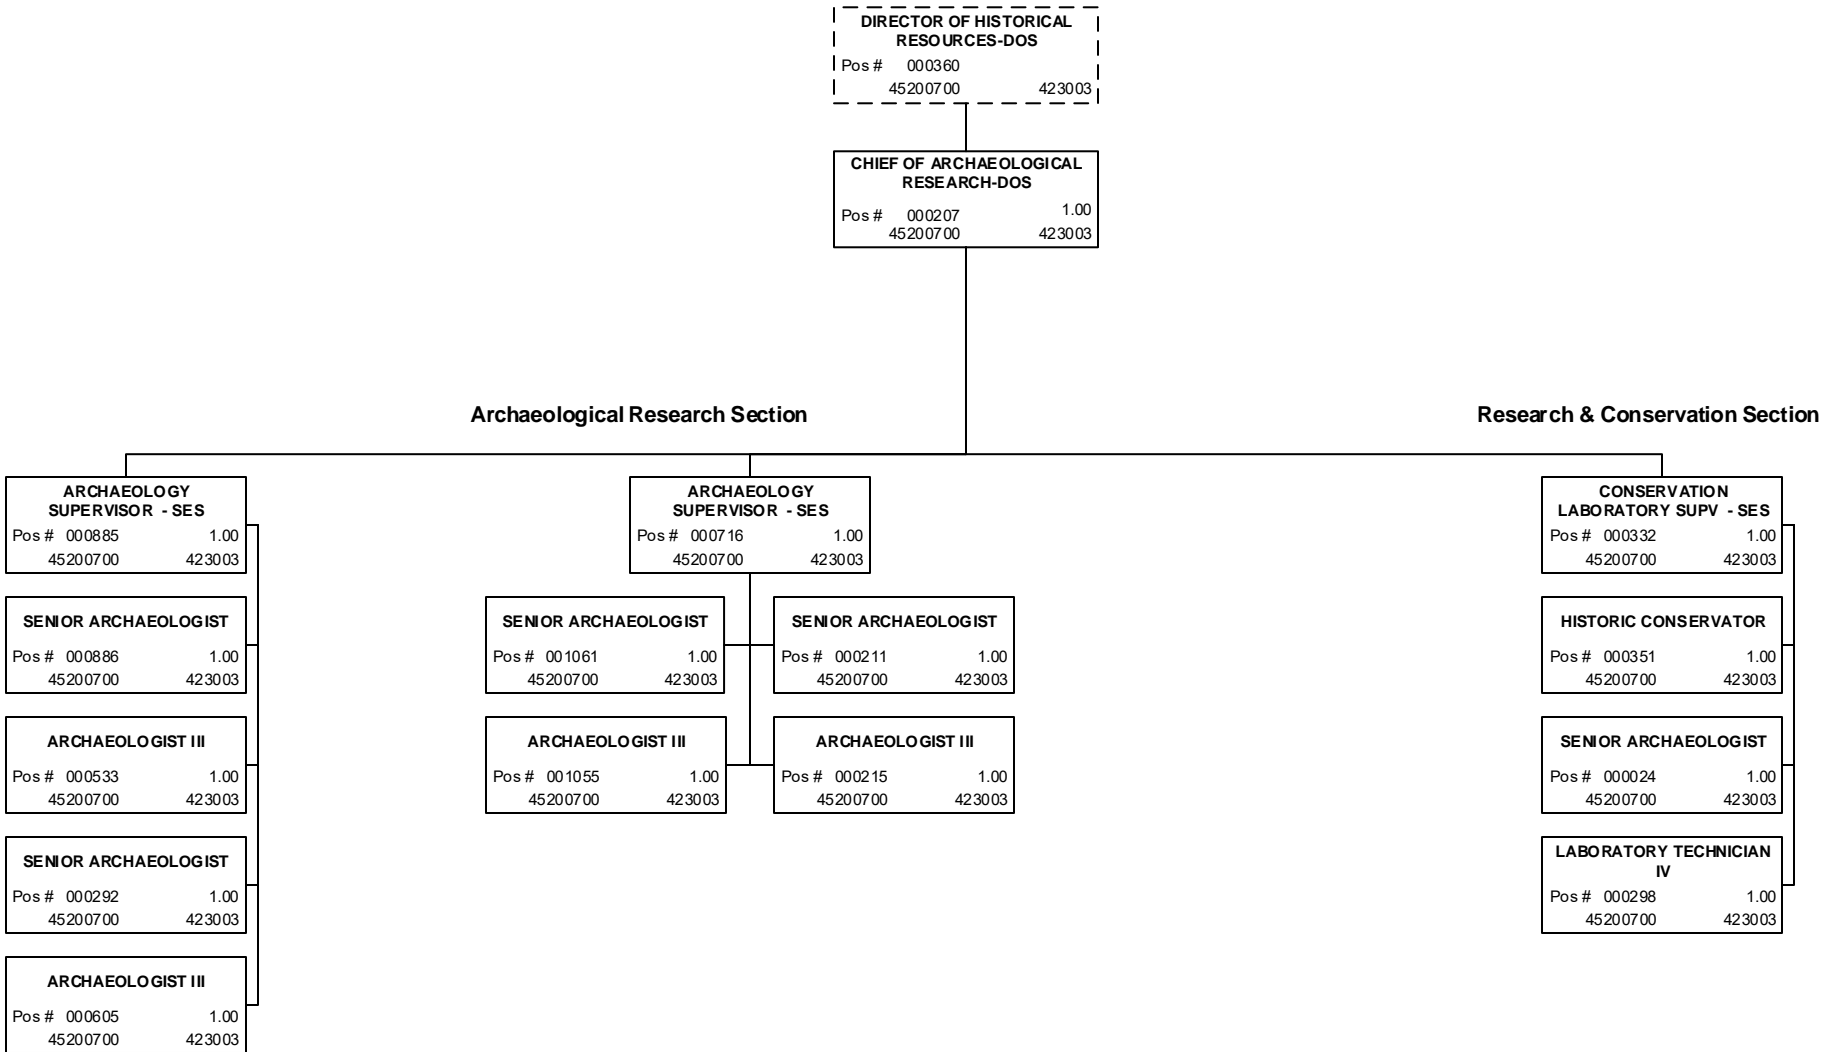 DIRECTOR OF HISTORICAL
RESOURCES-DOS
Pos # 000360
45200700 423003
CHIEF OF ARCHAEOLOGICAL
RESEARCH-DOS
Pos # 000207 1.00
45200700 423003
Archaeological Research Section
Research & Conservation Section
ARCHAEOLOGY
SUPERVISOR - SES
Pos # 000885 1.00
45200700 423003
SENIOR ARCHAEOLOGIST
Pos # 000886 1.00
45200700 423003
ARCHAEOLOGIST III
Pos # 000533 1.00
45200700 423003
SENIOR ARCHAEOLOGIST
Pos # 000292 1.00
45200700 423003
ARCHAEOLOGIST III
Pos # 000605 1.00
45200700 423003
ARCHAEOLOGY
SUPERVISOR - SES
Pos # 000716 1.00
45200700 423003
SENIOR ARCHAEOLOGIST
Pos # 001061 1.00
45200700 423003
SENIOR ARCHAEOLOGIST
Pos # 000211 1.00
45200700 423003
ARCHAEOLOGIST III
Pos # 001055 1.00
45200700 423003
ARCHAEOLOGIST III
Pos # 000215 1.00
45200700 423003
CONSERVATION
LABORATORY SUPV - SES
Pos # 000332 1.00
45200700 423003
HISTORIC CONSERVATOR
Pos # 000351 1.00
45200700 423003
SENIOR ARCHAEOLOGIST
Pos # 000024 1.00
45200700 423003
LABORATORY TECHNICIAN
IV
Pos # 000298 1.00
45200700 423003